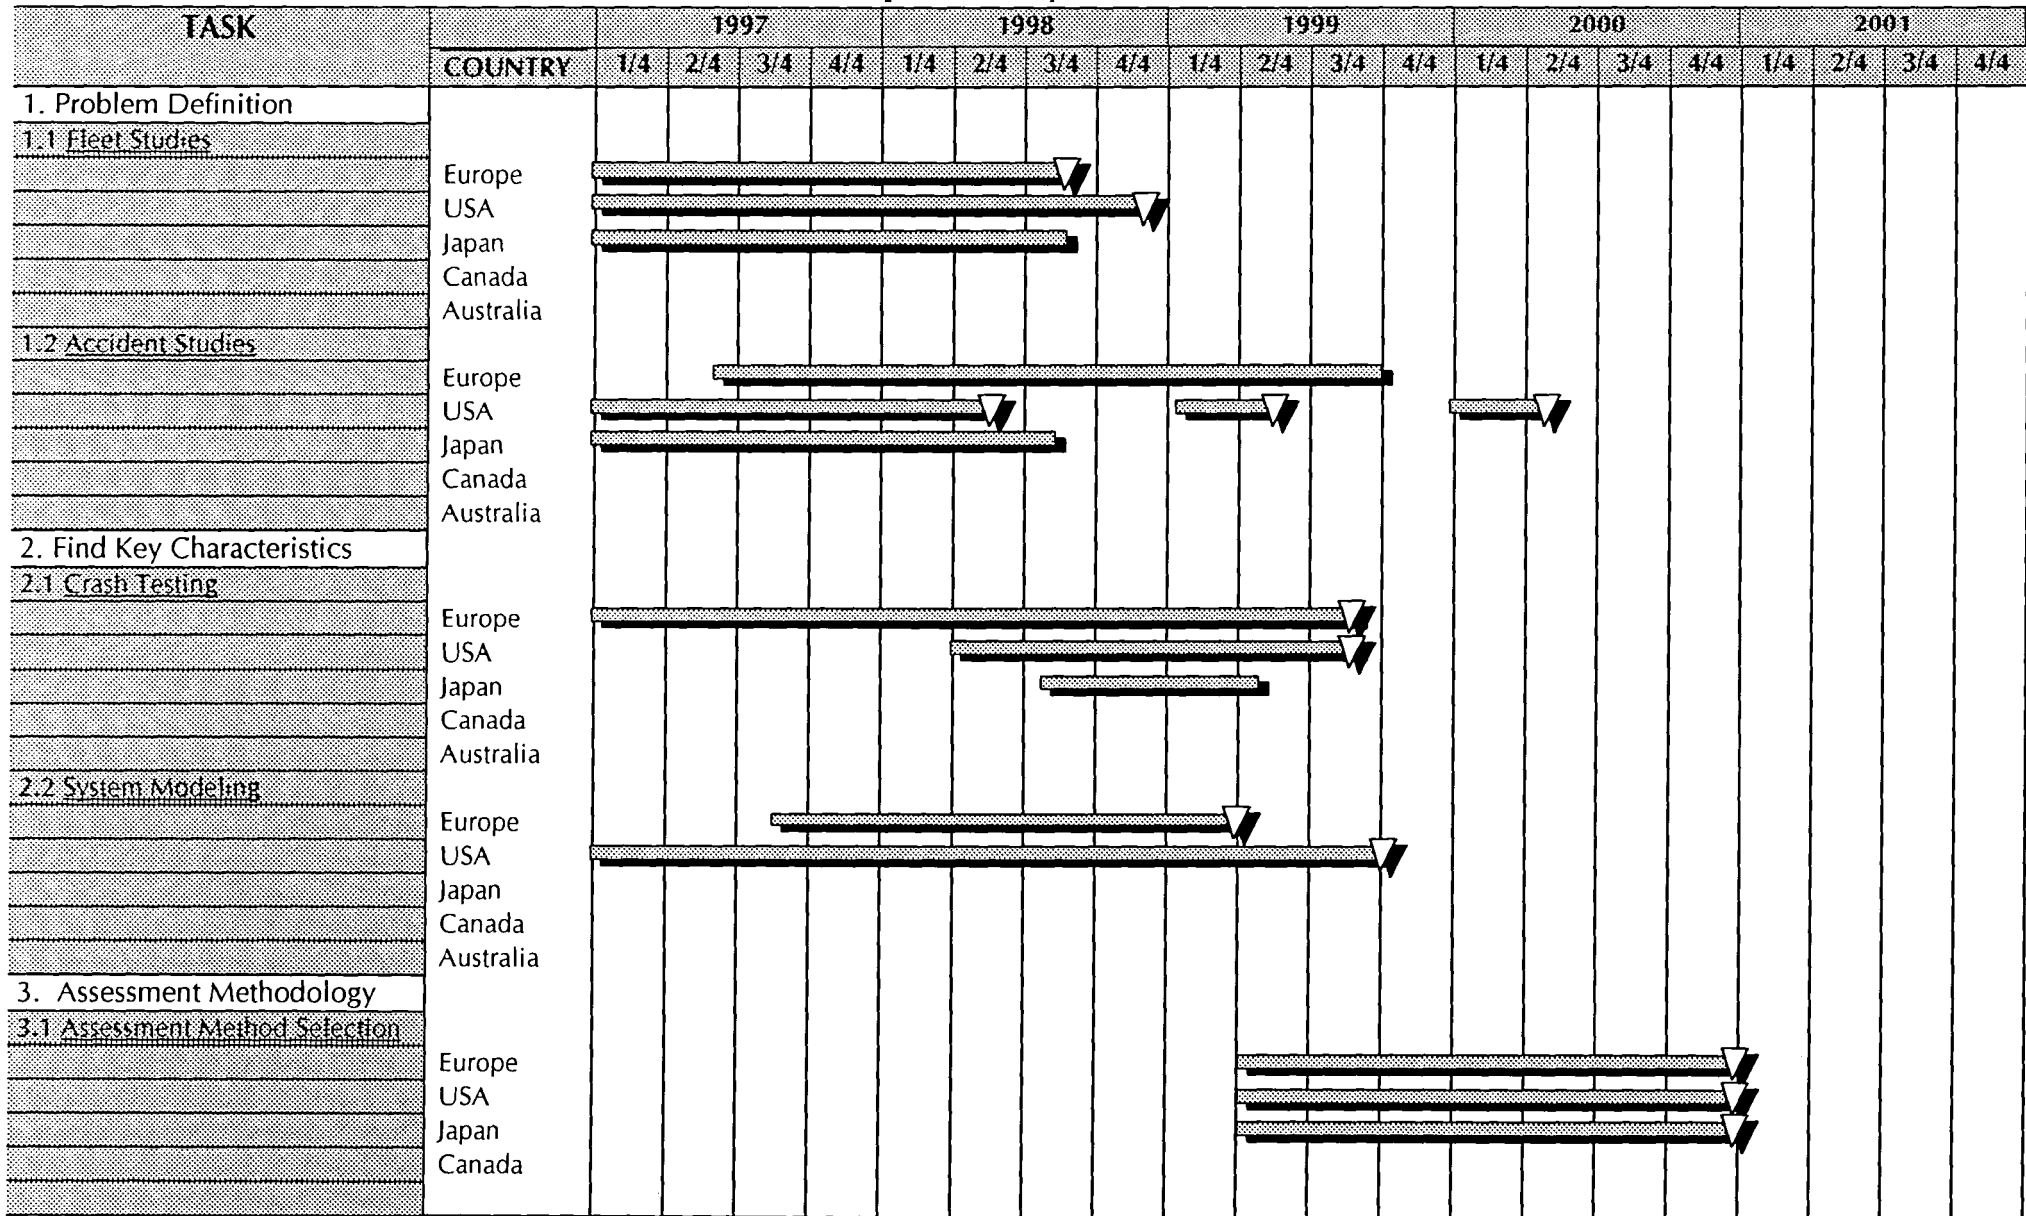 TASK 1997 1998 1999 2000 2001
COUNTRY 1/4 2/4 3/4 4/4 1/4 2/4 3/4 4/4 1/4 2/4 3/4 4/4 1/4 2/4 3/4 4/4 1/4 2/4 3/4 4/4
1. Problem Definition
1.1 Fleet Studies
Europe
USA
Japan
Canada
Australia
1.2 Accident Studies
Europe
USA
Japan
Canada
Australia
2. Find Key Characteristics
2.1 Crash Testing
Europe
USA
Japan
Canada
Australia
2.2 System Modeling
Europe
USA
Japan
Canada
Australia
3. Assessment Methodology
3.1 Assessment Method Selection
Europe
USA
Japan
Canada